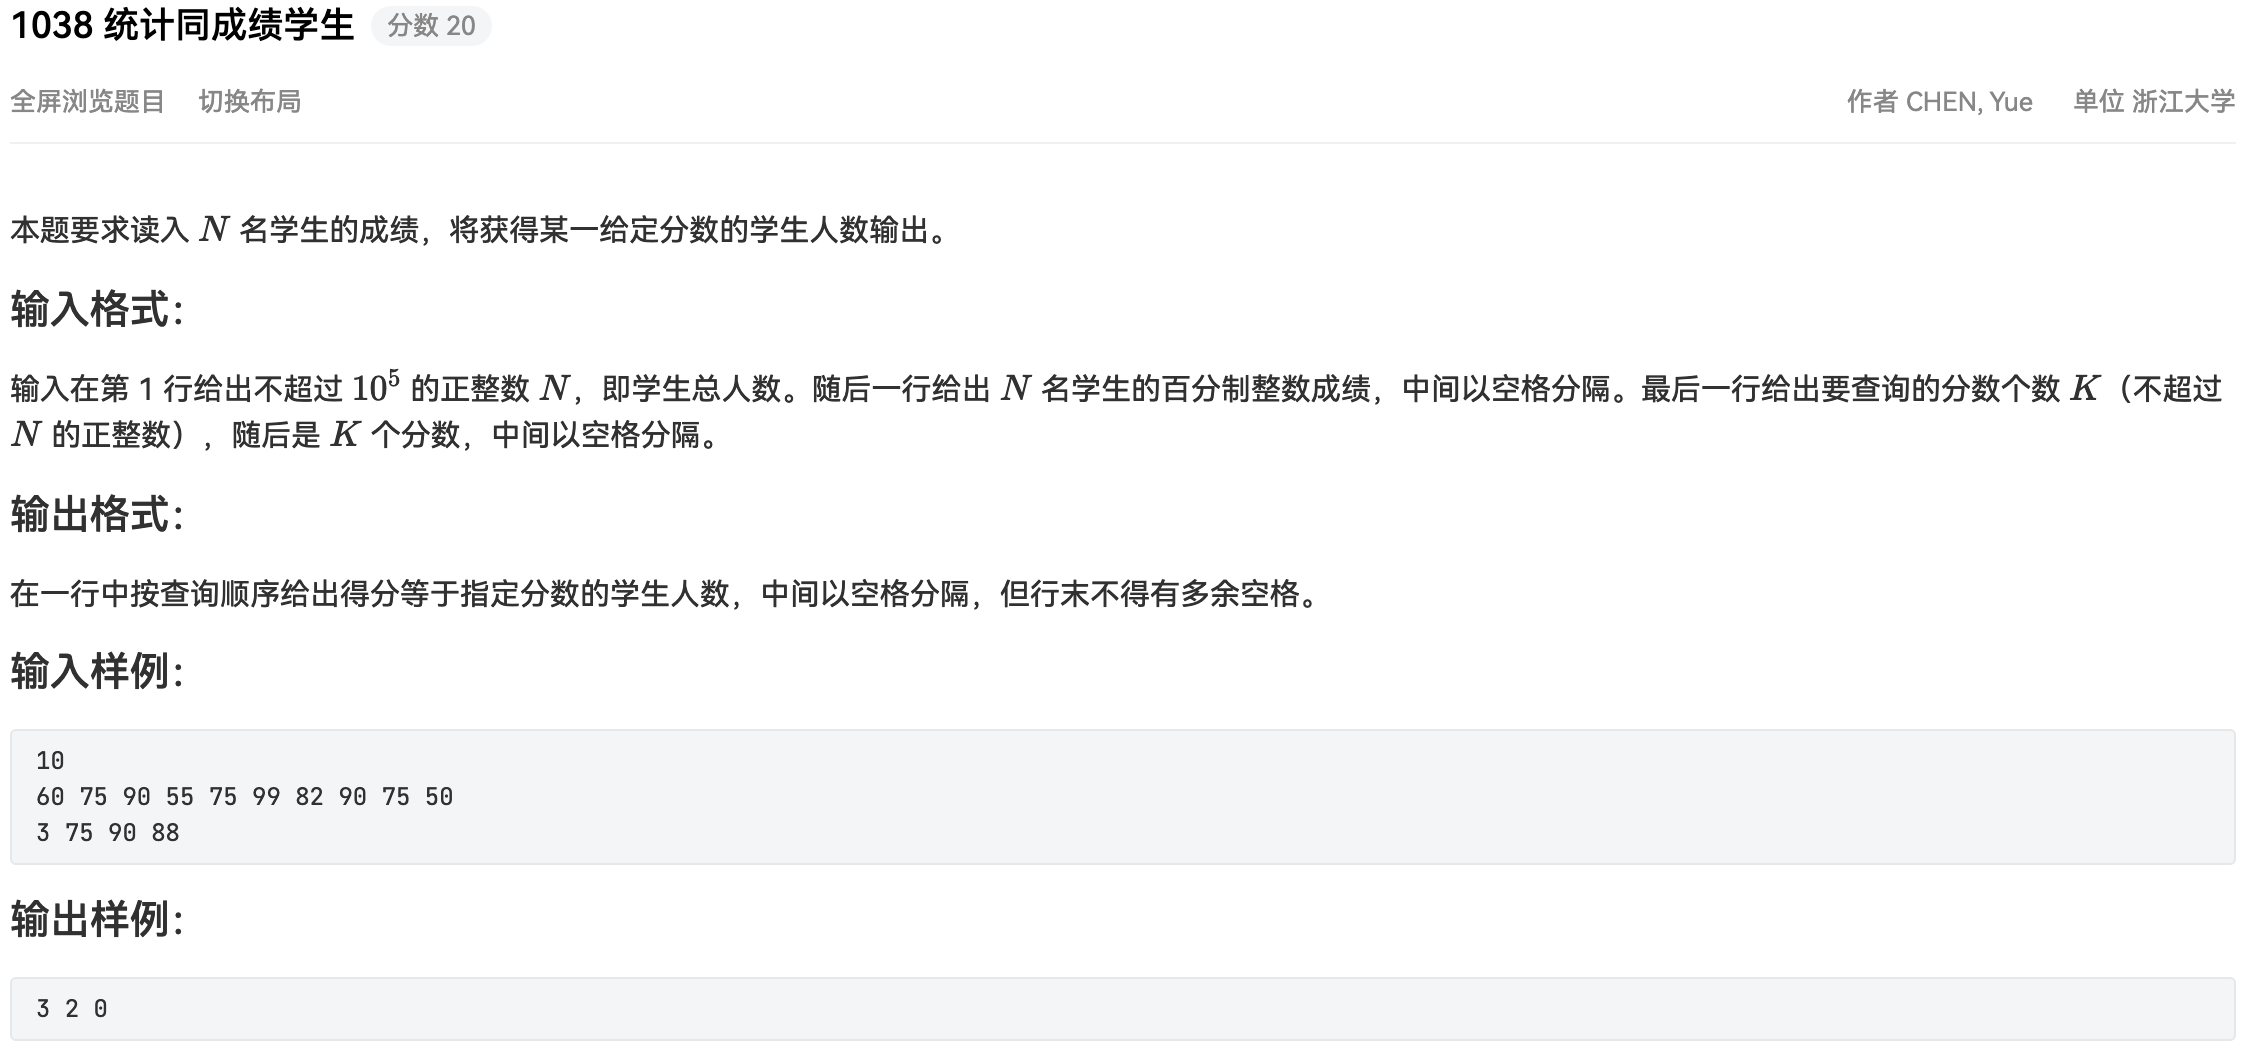 1038 统计同成绩学生 分数 20
全屏浏览题目 切换布局 作者 CHEN, Yue 单位 浙江大学
本题要求读入 N 名学生的成绩，将获得某一给定分数的学生人数输出。
输入格式：
输入在第 1 行给出不超过 10⁵ 的正整数 N，即学生总人数。随后一行给出 N 名学生的百分制整数成绩，中间以空格分隔。最后一行给出要查询的分数个数 K（不超过
N 的正整数），随后是 K 个分数，中间以空格分隔。
输出格式：
在一行中按查询顺序给出得分等于指定分数的学生人数，中间以空格分隔，但行末不得有多余空格。
输入样例：
10
60 75 90 55 75 99 82 90 75 50
3 75 90 88
输出样例：
3 2 0